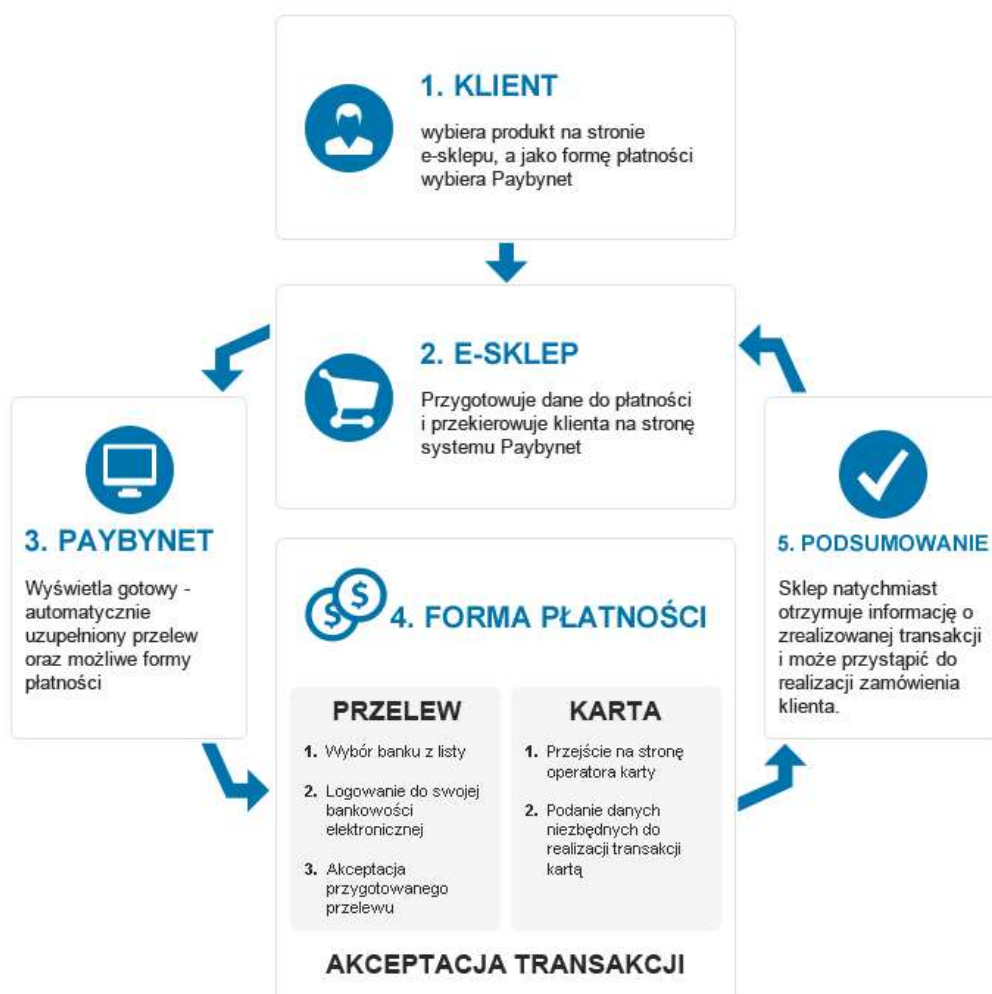 1. KLIENT
wybiera produkt na stronie
e-sklepu, a jako formę płatności
wybiera Paybynet
2. E-SKLEP
Przygotowuje dane do płatności
i przekierowuje klienta na stronę
systemu Paybynet
3. PAYBYNET
Wyświetla gotowy -
automatycznie
uzupełniony przelew
oraz możliwe formy
płatności
4. FORMA PŁATNOŚCI
PRZELEW
1. Wybór banku z listy
2. Logowanie do swojej
bankowości
elektronicznej
3. Akceptacja
przygotowanego
przelewu
KARTA
1. Przejście na stronę
operatora karty
2. Podanie danych
niezbędnych do
realizacji transakcji
kartą
AKCEPTACJA TRANSAKCJI
5. PODSUMOWANIE
Sklep natychmiast
otrzymuje informację o
zrealizowanej transakcji
i może przystąpić do
realizacji zamówienia
klienta.